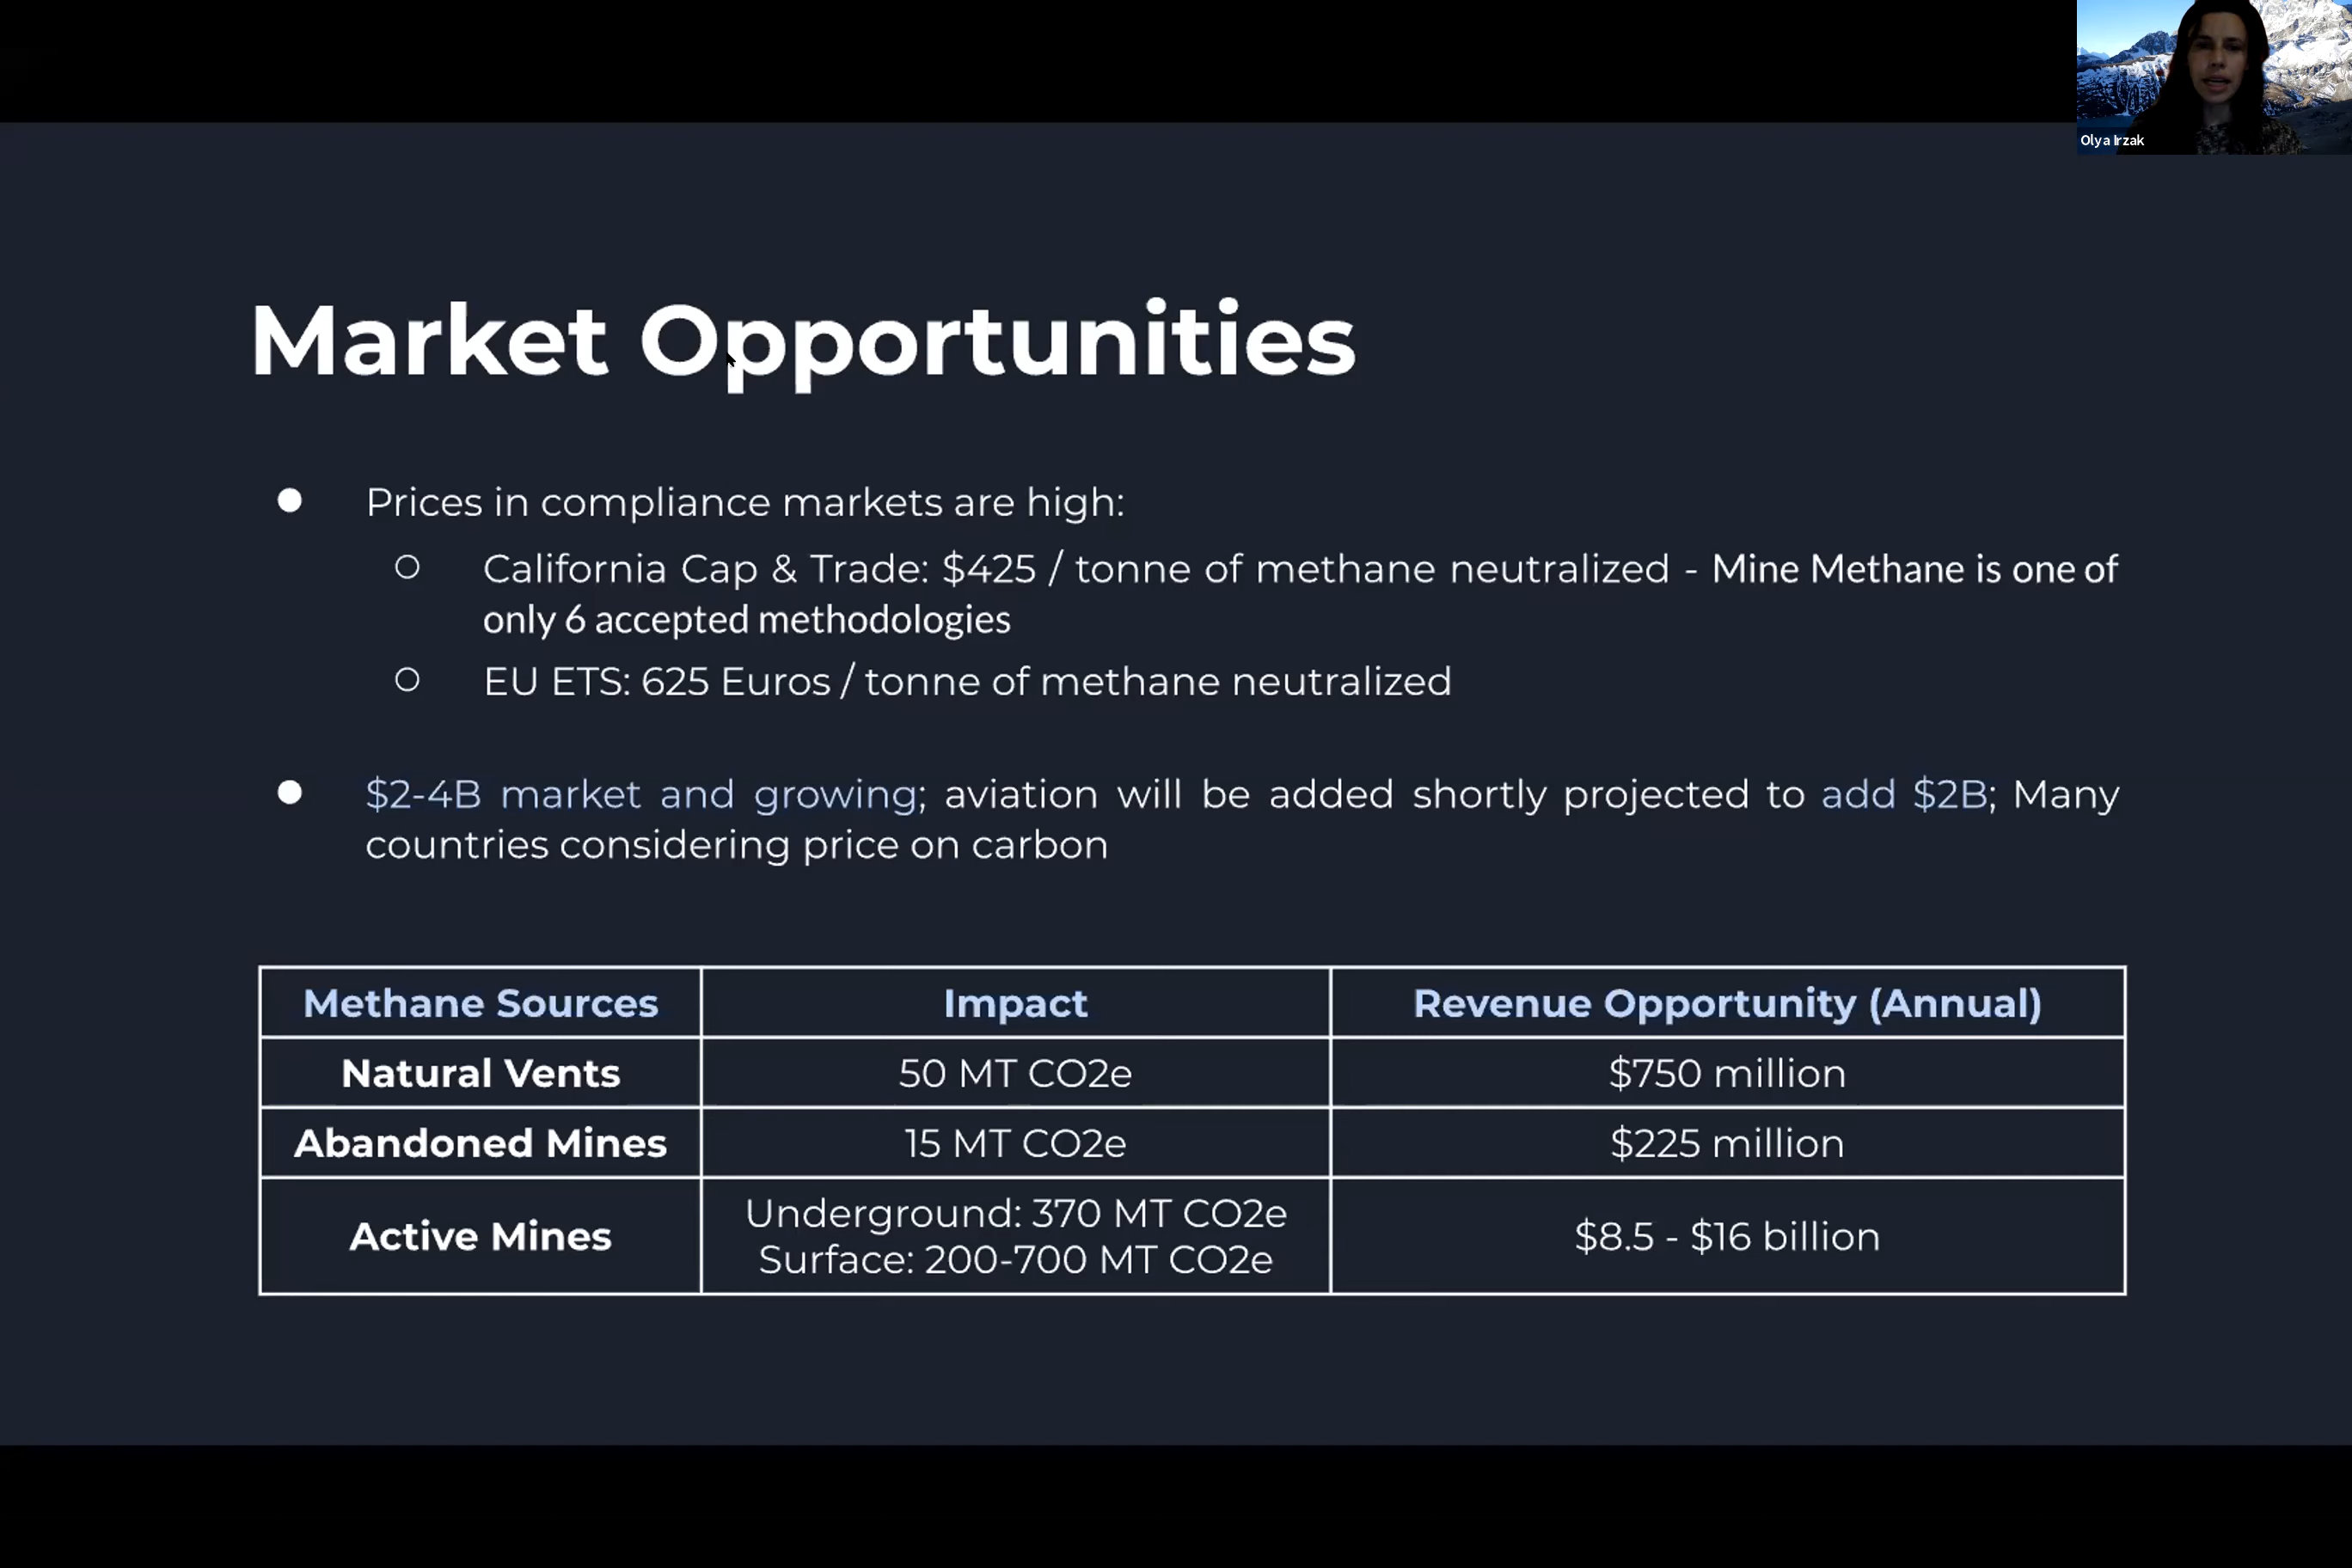 Olya Irzak
Market Opportunities
● Prices in compliance markets are high:
○ California Cap & Trade: $425 / tonne of methane neutralized - Mine Methane is one of
only 6 accepted methodologies
○ EU ETS: 625 Euros / tonne of methane neutralized
● $2-4B market and growing; aviation will be added shortly projected to add $2B; Many
countries considering price on carbon
Methane Sources Impact Revenue Opportunity (Annual)
Natural Vents 50 MT CO2e $750 million
Abandoned Mines 15 MT CO2e $225 million
Active Mines Underground: 370 MT CO2e $8.5 - $16 billion
Surface: 200-700 MT CO2e